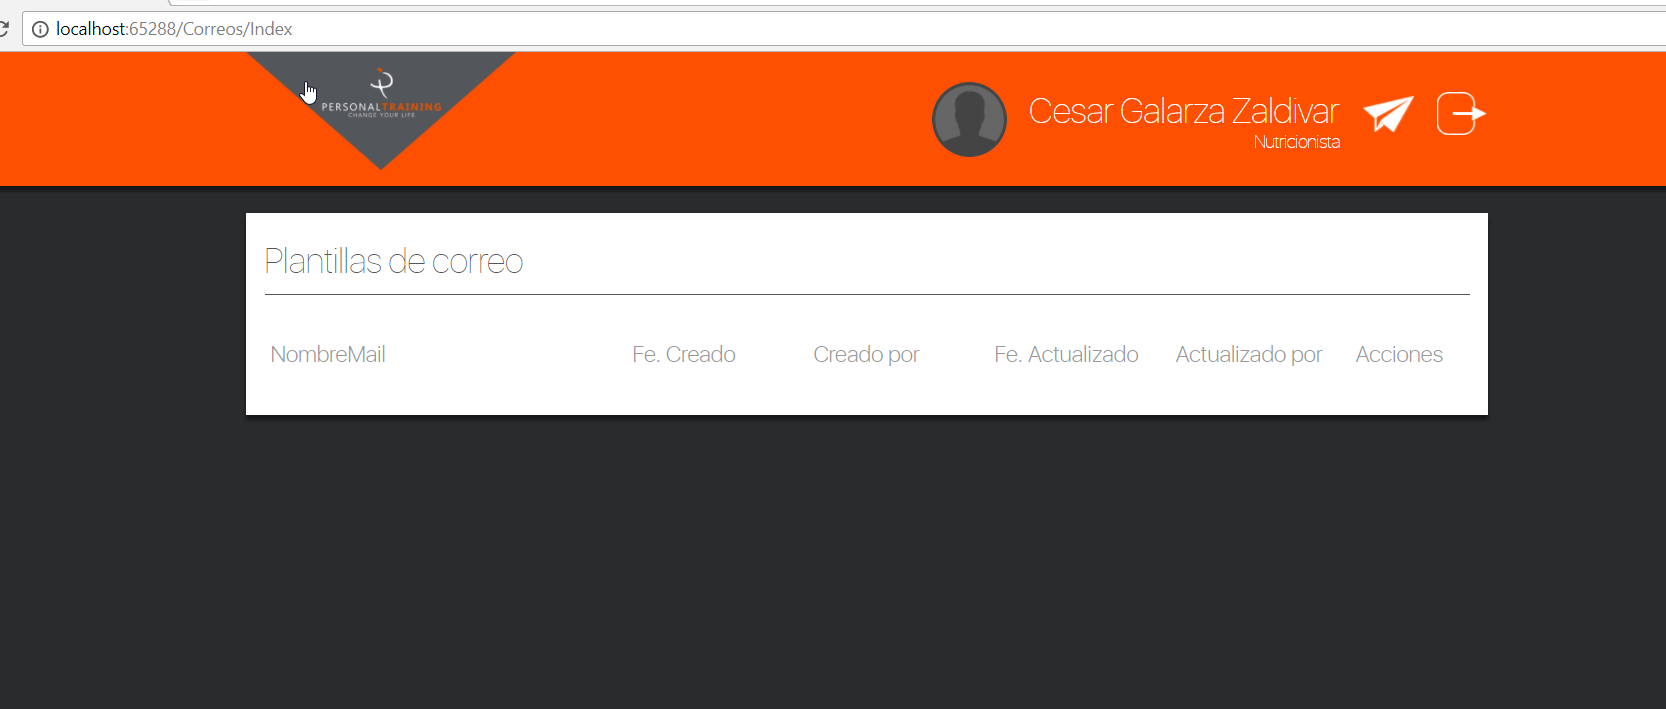 localhost:65288/Correos/Index
PERSONALTRAINING
CHANGE YOUR LIFE
Cesar Galarza Zaldivar
Nutricionista
Plantillas de correo
NombreMail Fe. Creado Creado por Fe. Actualizado Actualizado por Acciones